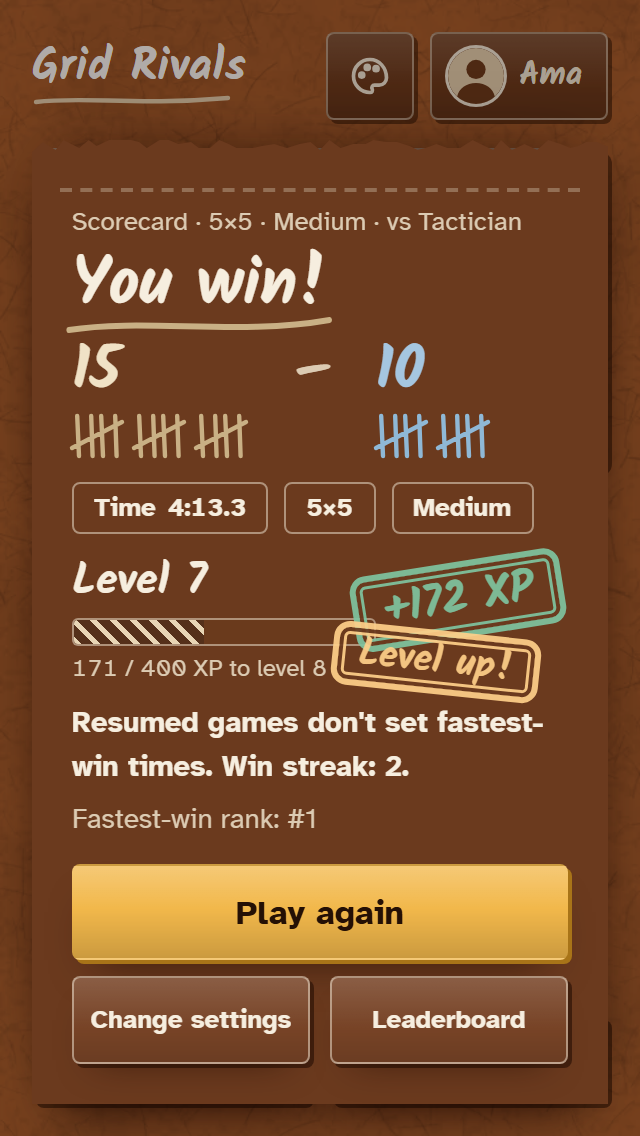 Grid Rivals
Ama
Scorecard · 5×5 · Medium · vs Tactician
You win!
15 – 10
Time 4:13.3
5×5
Medium
Level 7
+172 XP
Level up!
171 / 400 XP to level 8
Resumed games don't set fastest-
win times. Win streak: 2.
Fastest-win rank: #1
Play again
Change settings
Leaderboard